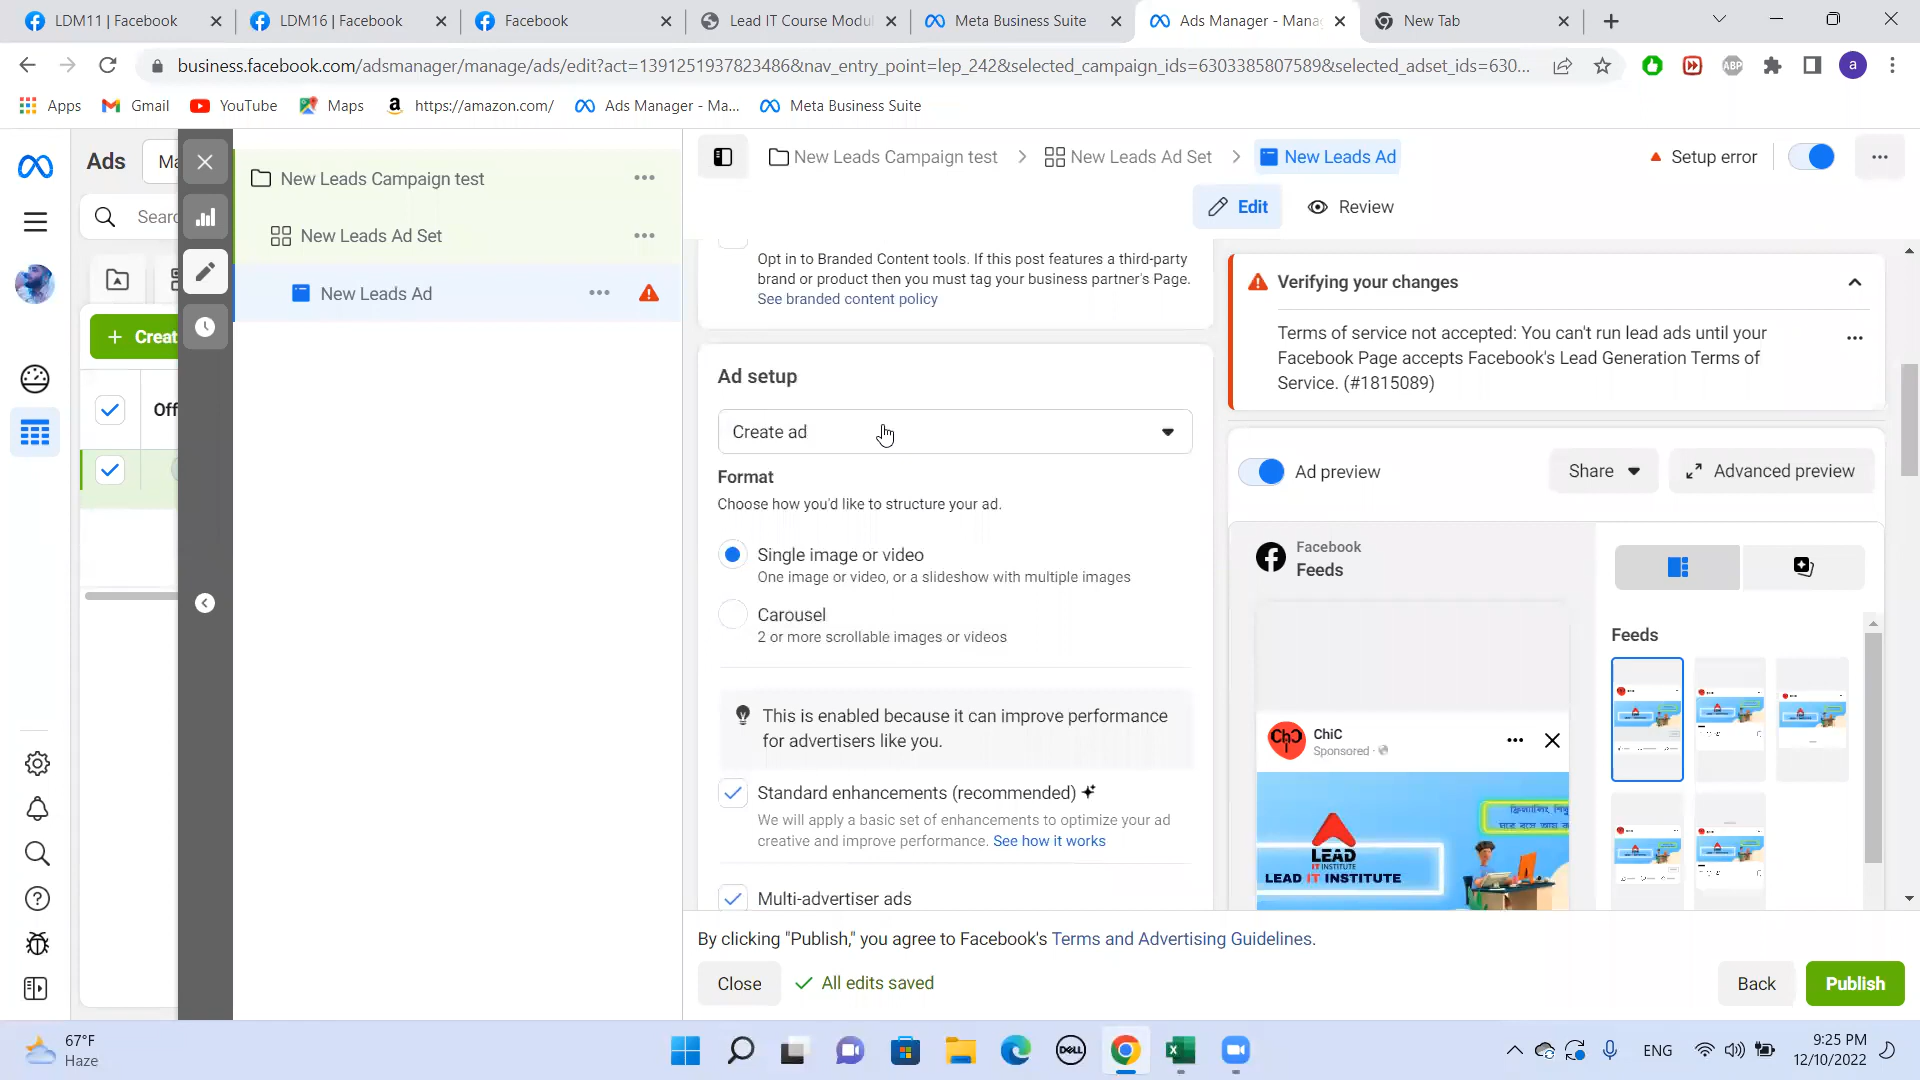 LDM11 | Facebook
LDM16 | Facebook
Facebook
Lead IT Course Modu
Meta Business Suite
Ads Manager - Mana
New Tab
business.facebook.com/adsmanager/manage/ads/edit?act=1391251937823486&nav_entry_point=lep_242&selected_campaign_ids=6303385807589&selected_adset_ids=630...
a
Apps
Gmail
YouTube
Maps
https://amazon.com/
Ads Manager - Ma...
Meta Business Suite
Ads
Ma
New Leads Campaign test
New Leads Campaign test
New Leads Ad Set
New Leads Ad
Setup error
Edit
Review
Sear
New Leads Ad Set
New Leads Ad
Creat
Off
Opt in to Branded Content tools. If this post features a third-party
brand or product then you must tag your business partner's Page.
See branded content policy
Ad setup
Create ad
Format
Choose how you'd like to structure your ad.
Single image or video
One image or video, or a slideshow with multiple images
Carousel
2 or more scrollable images or videos
This is enabled because it can improve performance
for advertisers like you.
Standard enhancements (recommended)
We will apply a basic set of enhancements to optimize your ad
creative and improve performance. See how it works
Multi-advertiser ads
Verifying your changes
Terms of service not accepted: You can't run lead ads until your
Facebook Page accepts Facebook's Lead Generation Terms of
Service. (#1815089)
Ad preview
Share
Advanced preview
Facebook
Feeds
Feeds
ChiC
Sponsored
LEAD
IT INSTITUTE
LEAD IT INSTITUTE
By clicking "Publish," you agree to Facebook's Terms and Advertising Guidelines.
Close
All edits saved
Back
Publish
67°F
Haze
DELL
ENG
9:25 PM
12/10/2022